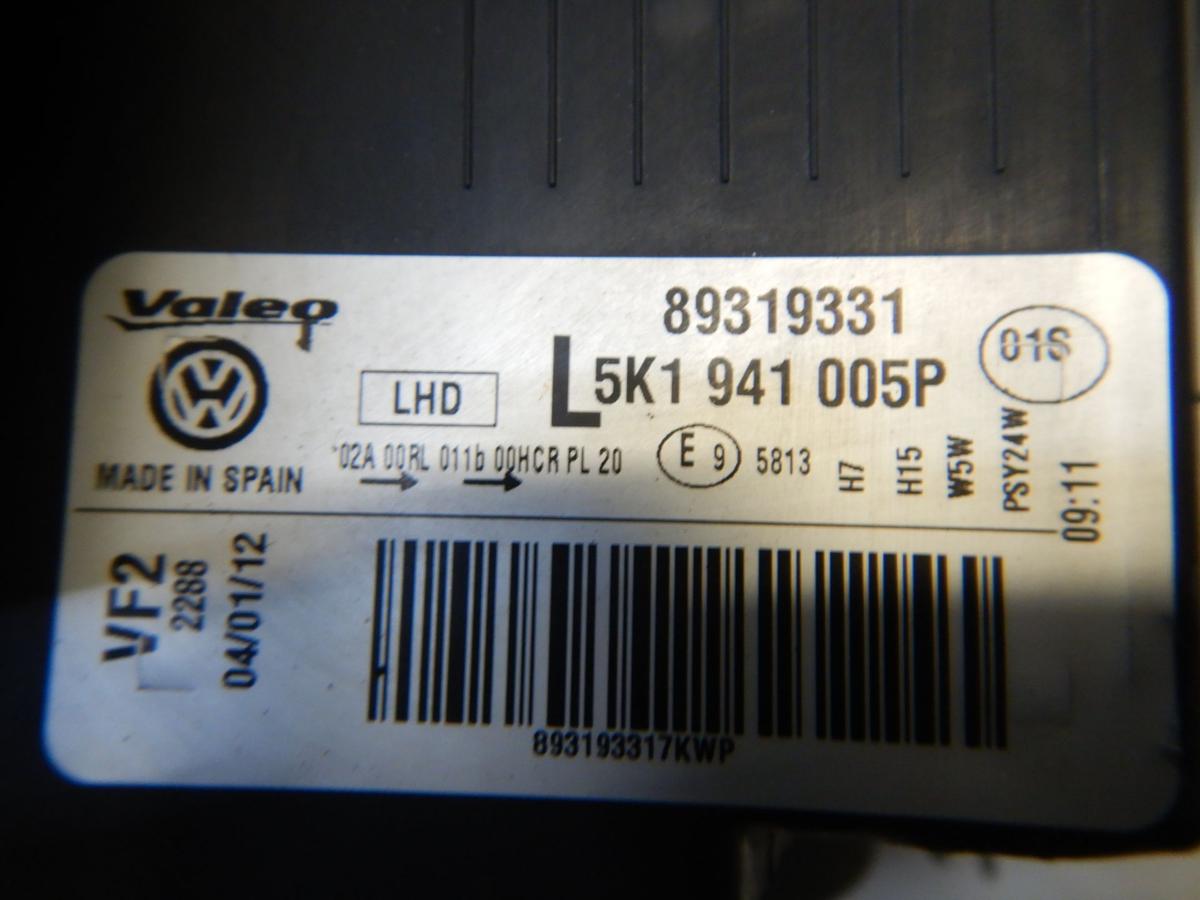 Valeo
89319331
01S
L 5K1 941 005P
LHD
02A 00RL 011b 00HCR PL 20
E 9
5813
H7
H15
W5W
PSY24W
09:11
MADE IN SPAIN
VF2
2288
04/01/12
893193317KWP